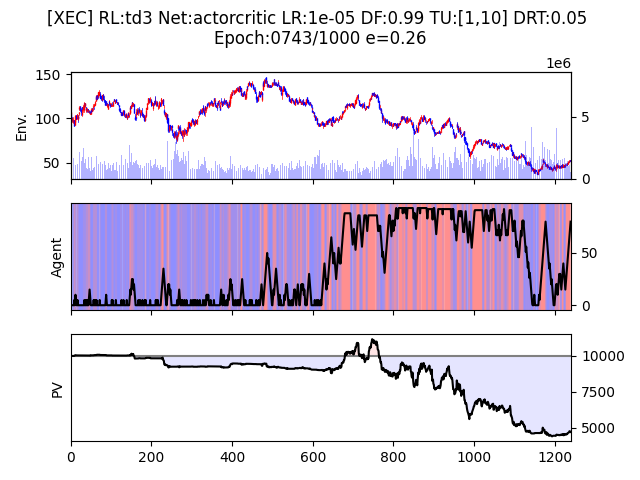 [XEC] RL:td3 Net:actorcritic LR:1e-05 DF:0.99 TU:[1,10] DRT:0.05
Epoch:0743/1000 e=0.26
1e6
150
100
50
Env.
5
0
Agent
50
0
PV
10000
7500
5000
0 200 400 600 800 1000 1200